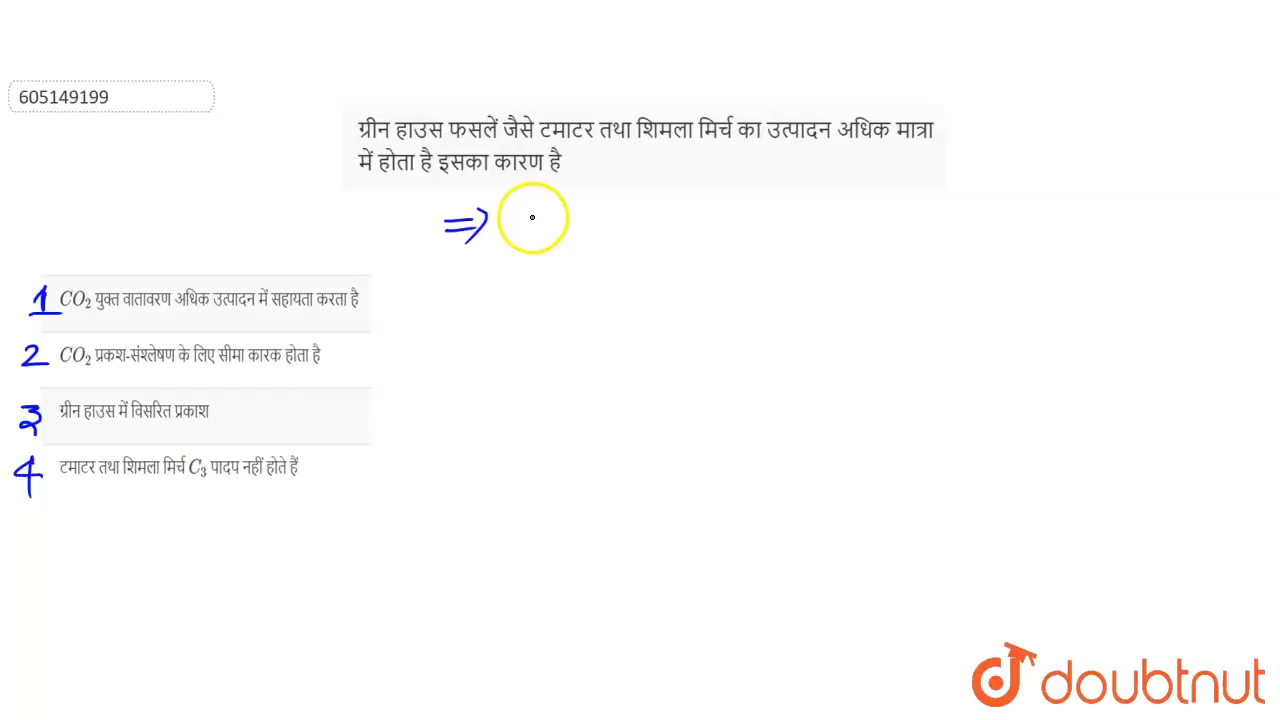 605149199
ग्रीन हाउस फसलें जैसे टमाटर तथा शिमला मिर्च का उत्पादन अधिक मात्रा
में होता है इसका कारण है
⇒
1 CO₂ युक्त वातावरण अधिक उत्पादन में सहायता करता है
2 CO₂ प्रकश-संश्लेषण के लिए सीमा कारक होता है
3 ग्रीन हाउस में विसरित प्रकाश
4 टमाटर तथा शिमला मिर्च C₃ पादप नहीं होते हैं
doubtnut